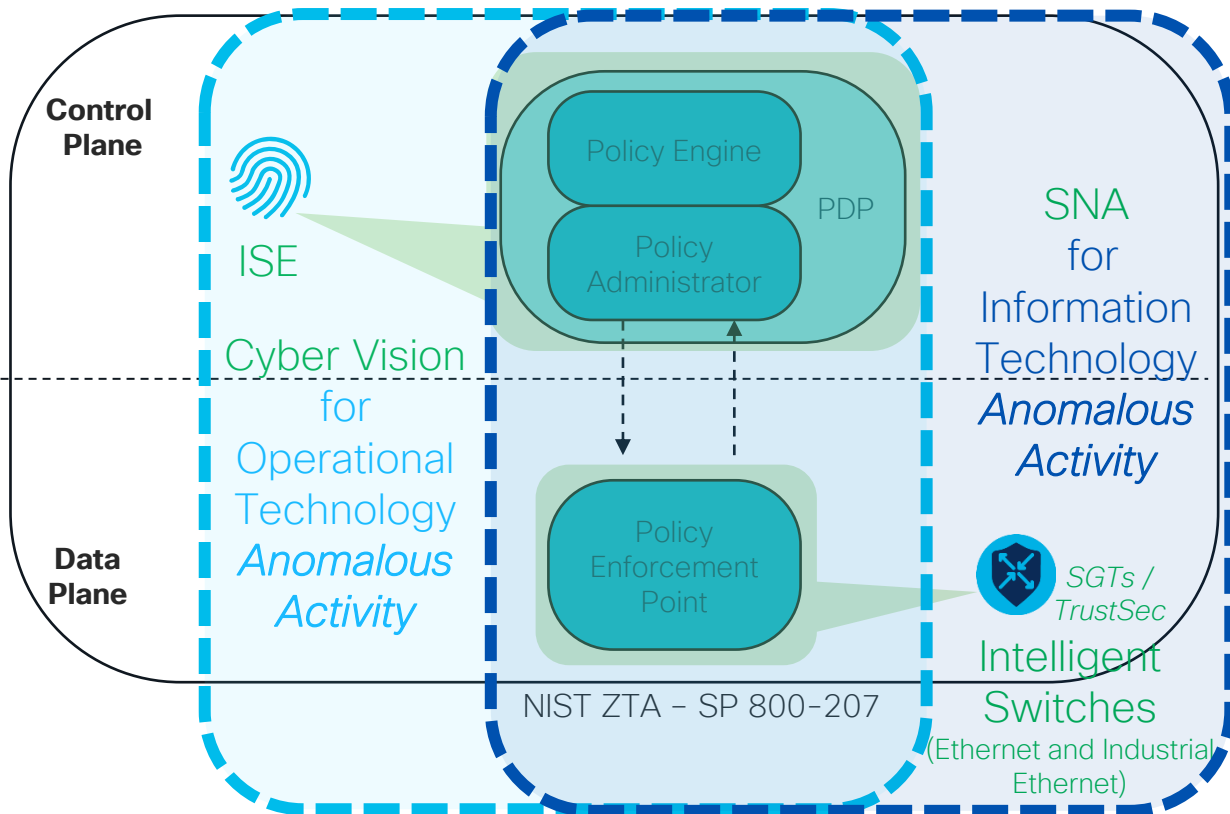 Control
Plane
ISE
Cyber Vision
for
Operational
Technology
Anomalous
Activity
Data
Plane
Policy Engine
Policy
Administrator
PDP
Policy
Enforcement
Point
NIST ZTA – SP 800-207
SNA
for
Information
Technology
Anomalous
Activity
SGTs /
TrustSec
Intelligent
Switches
(Ethernet and Industrial
Ethernet)